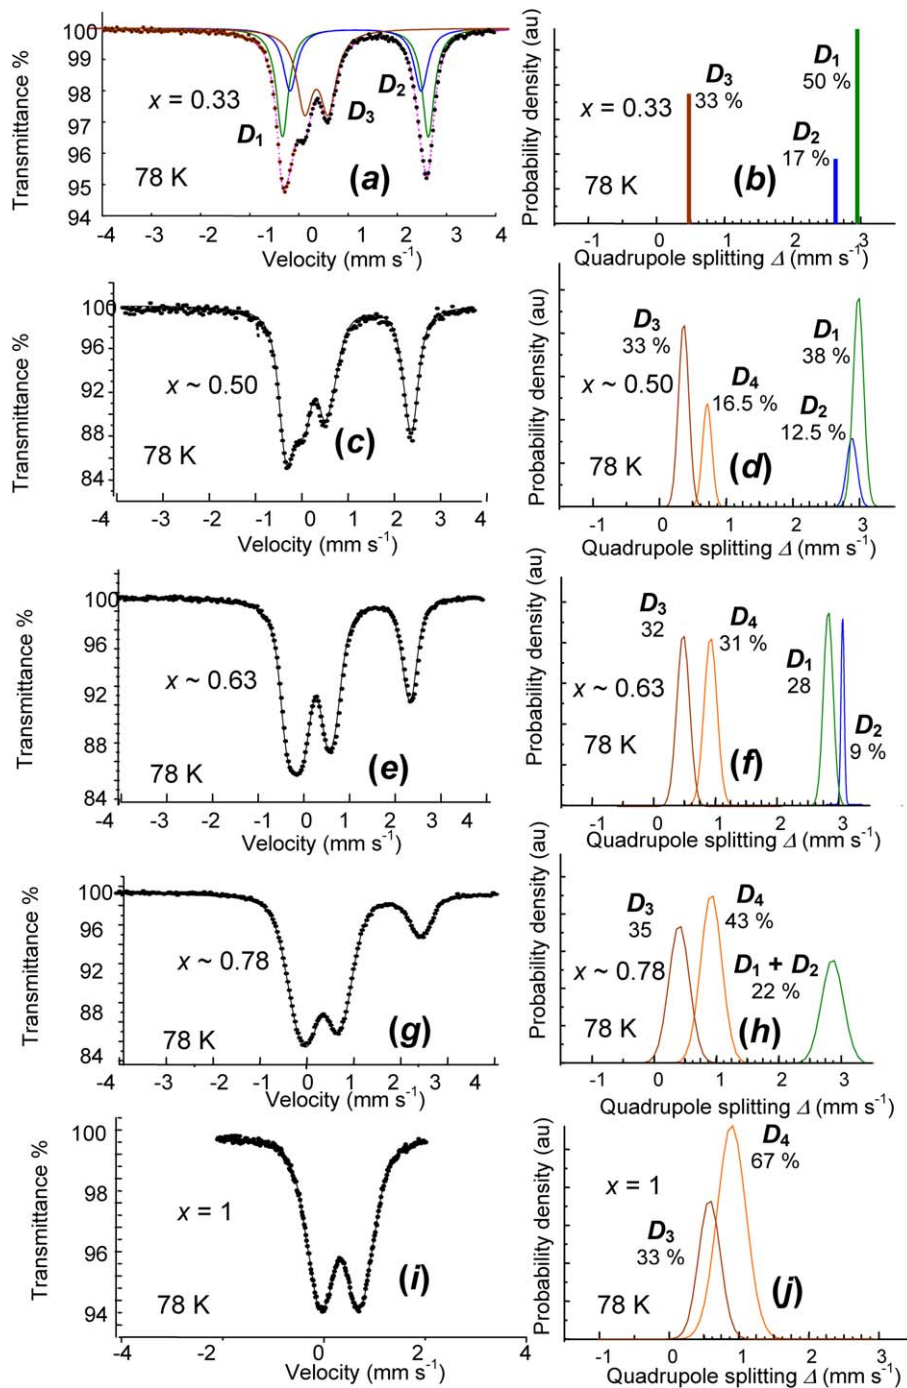 100
99
98
97
96
95
94
Transmittance %
x = 0.33
D1
D2
D3
78 K
(a)
-4 -3 -2 -1 0 1 2 3 4
Velocity (mm s-1)
Probability density (au)
x = 0.33
D3
33 %
D1
50 %
D2
17 %
78 K
(b)
-1 0 1 2 3
Quadrupole splitting Δ (mm s-1)
100
96
92
88
84
Transmittance %
x ~ 0.50
78 K
(c)
-4 -3 -2 -1 0 1 2 3 4
Velocity (mm s-1)
Probability density (au)
D3
33 %
x ~ 0.50
D4
16.5 %
D1
38 %
D2
12.5 %
78 K
(d)
-1 0 1 2 3
Quadrupole splitting Δ (mm s-1)
100
96
92
88
84
Transmittance %
x ~ 0.63
78 K
(e)
-4 -3 -2 -1 0 1 2 3 4
Velocity (mm s-1)
Probability density (au)
D3
32
D4
31 %
x ~ 0.63
D1
28
D2
9 %
78 K
(f)
-1 0 1 2 3
Quadrupole splitting Δ (mm s-1)
100
96
92
88
84
Transmittance %
x ~ 0.78
78 K
(g)
-4 -3 -2 -1 0 1 2 3 4
Velocity (mm s-1)
Probability density (au)
D3
35
D4
43 %
x ~ 0.78
D1 + D2
22 %
78 K
(h)
-1 0 1 2 3
Quadrupole splitting Δ (mm s-1)
100
98
96
94
Transmittance %
x = 1
78 K
(i)
-4 -2 0 2 4
Velocity (mm s-1)
Probability density (au)
D4
67 %
x = 1
D3
33 %
78 K
(j)
-1 0 1 2 3
Quadrupole splitting Δ (mm s-1)